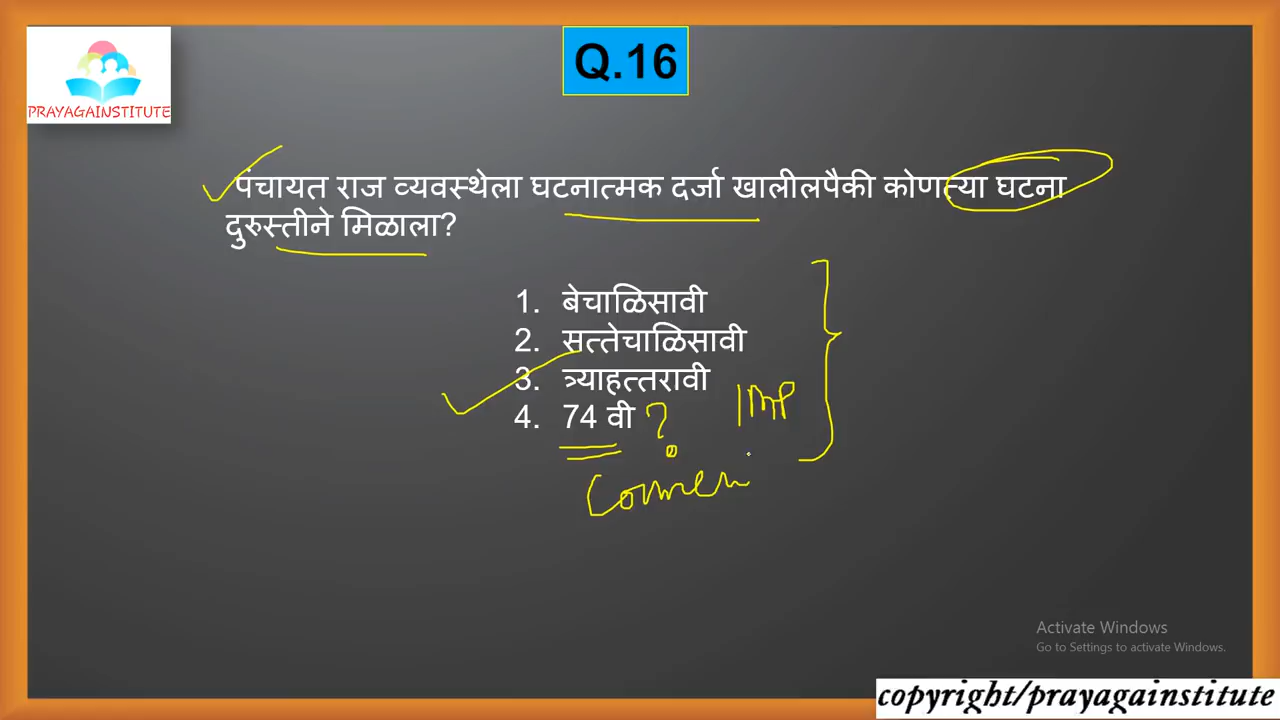 Q.16
PRAYAGAINSTITUTE
पंचायत राज व्यवस्थेला घटनात्मक दर्जा खालीलपैकी कोणत्या घटना
दुरुस्तीने मिळाला?
1. बेचाळिसावी
2. सत्तेचाळिसावी
3. त्र्याहत्तरावी
4. 74 वी ?
IMP
Activate Windows
Go to Settings to activate Windows.
copyright/prayagainstitute